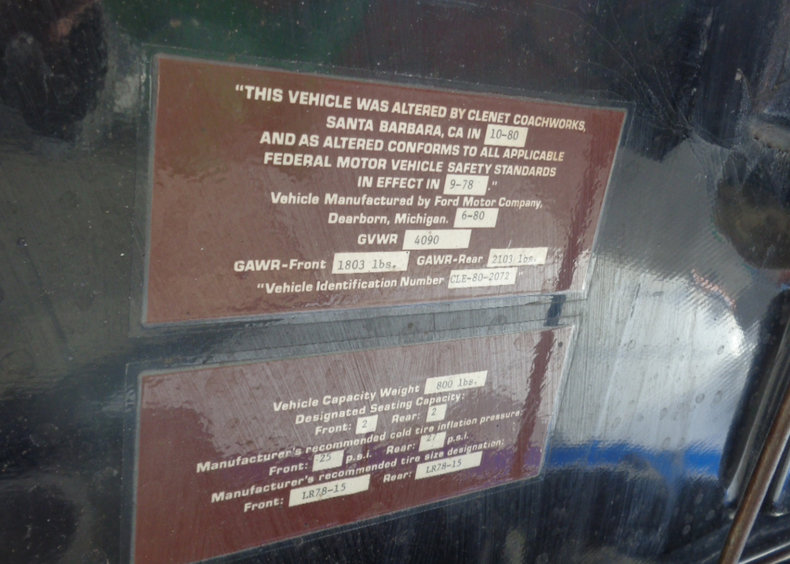 "THIS VEHICLE WAS ALTERED BY CLENET COACHWORKS,
SANTA BARBARA, CA IN 10-80
AND AS ALTERED CONFORMS TO ALL APPLICABLE
FEDERAL MOTOR VEHICLE SAFETY STANDARDS
IN EFFECT IN 9-78."
Vehicle Manufactured by Ford Motor Company,
Dearborn, Michigan. 6-80
GVWR 4090
GAWR-Front 1803 lbs. GAWR-Rear 2103 lbs.
"Vehicle Identification Number CLE-80-2072"
Vehicle Capacity Weight 800 lbs.
Designated Seating Capacity:
Front: 2 Rear: 2
Manufacturer's recommended cold tire inflation pressure:
Front: 25 p.s.i. Rear: 27 p.s.i.
Manufacturer's recommended tire size designation:
Front: LR78-15 Rear: LR78-15